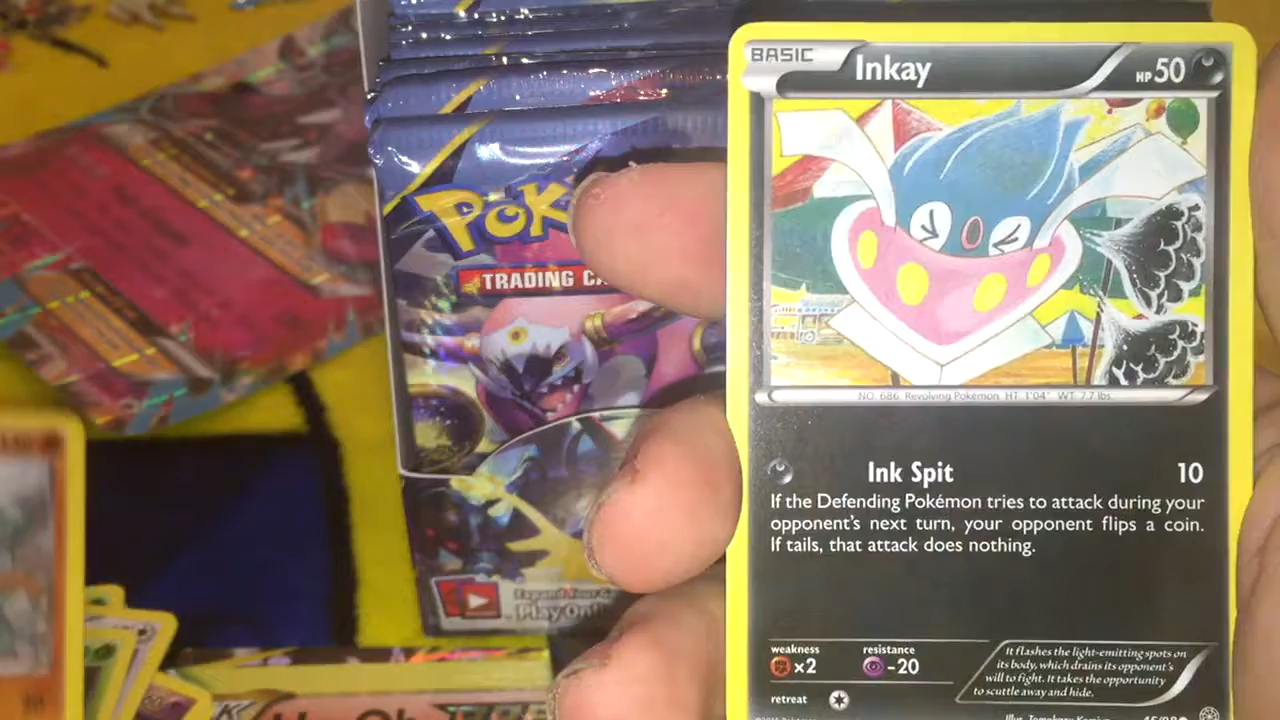 BASIC
Inkay
HP 50
NO. 686 Revolving Pokémon HT: 1'04" WT: 7.7 lbs.
Ink Spit 10
If the Defending Pokémon tries to attack during your
opponent's next turn, your opponent flips a coin.
If tails, that attack does nothing.
weakness
×2
resistance
-20
retreat
It flashes the light-emitting spots on
its body, which drains its opponent's
will to fight. It takes the opportunity
to scuttle away and hide.
POK
TRADING
Play Onl